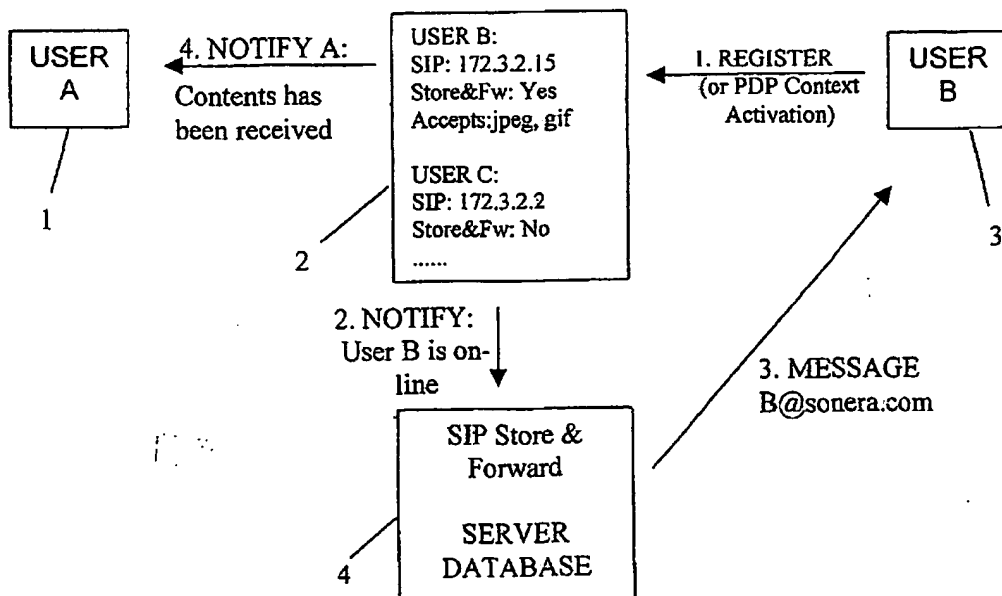 USER
A
1
4. NOTIFY A:
Contents has
been received
USER B:
SIP: 172.3.2.15
Store&Fw: Yes
Accepts:jpeg, gif
USER C:
SIP: 172.3.2.2
Store&Fw: No
......
2
1. REGISTER
(or PDP Context
Activation)
USER
B
3
2. NOTIFY:
User B is on-
line
3. MESSAGE
B@sonera.com
SIP Store &
Forward
SERVER
DATABASE
4